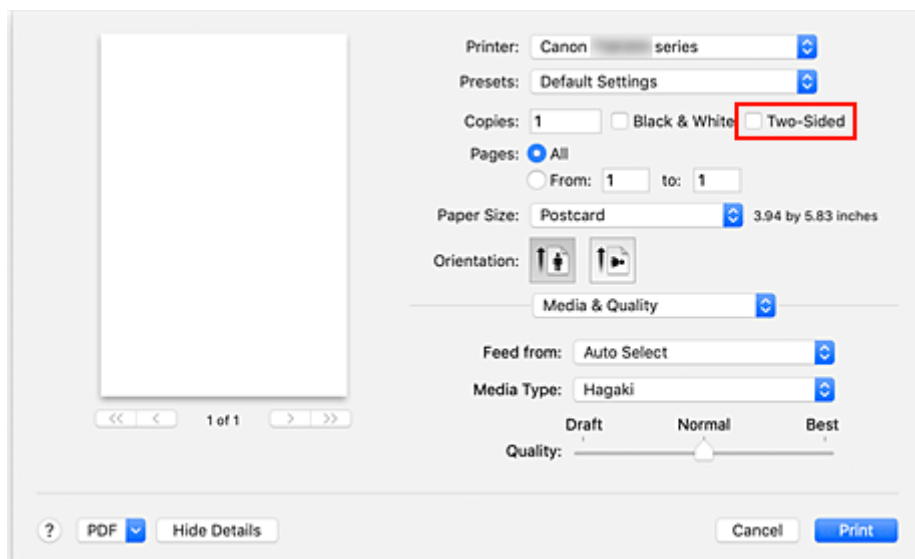 Printer: Canon series
Presets: Default Settings
Copies: 1 Black & White Two-Sided
Pages: All
From: 1 to: 1
Paper Size: Postcard 3.94 by 5.83 inches
Orientation:
Media & Quality
Feed from: Auto Select
Media Type: Hagaki
Draft Normal Best
Quality:
<< < 1 of 1 > >>
? PDF Hide Details Cancel Print